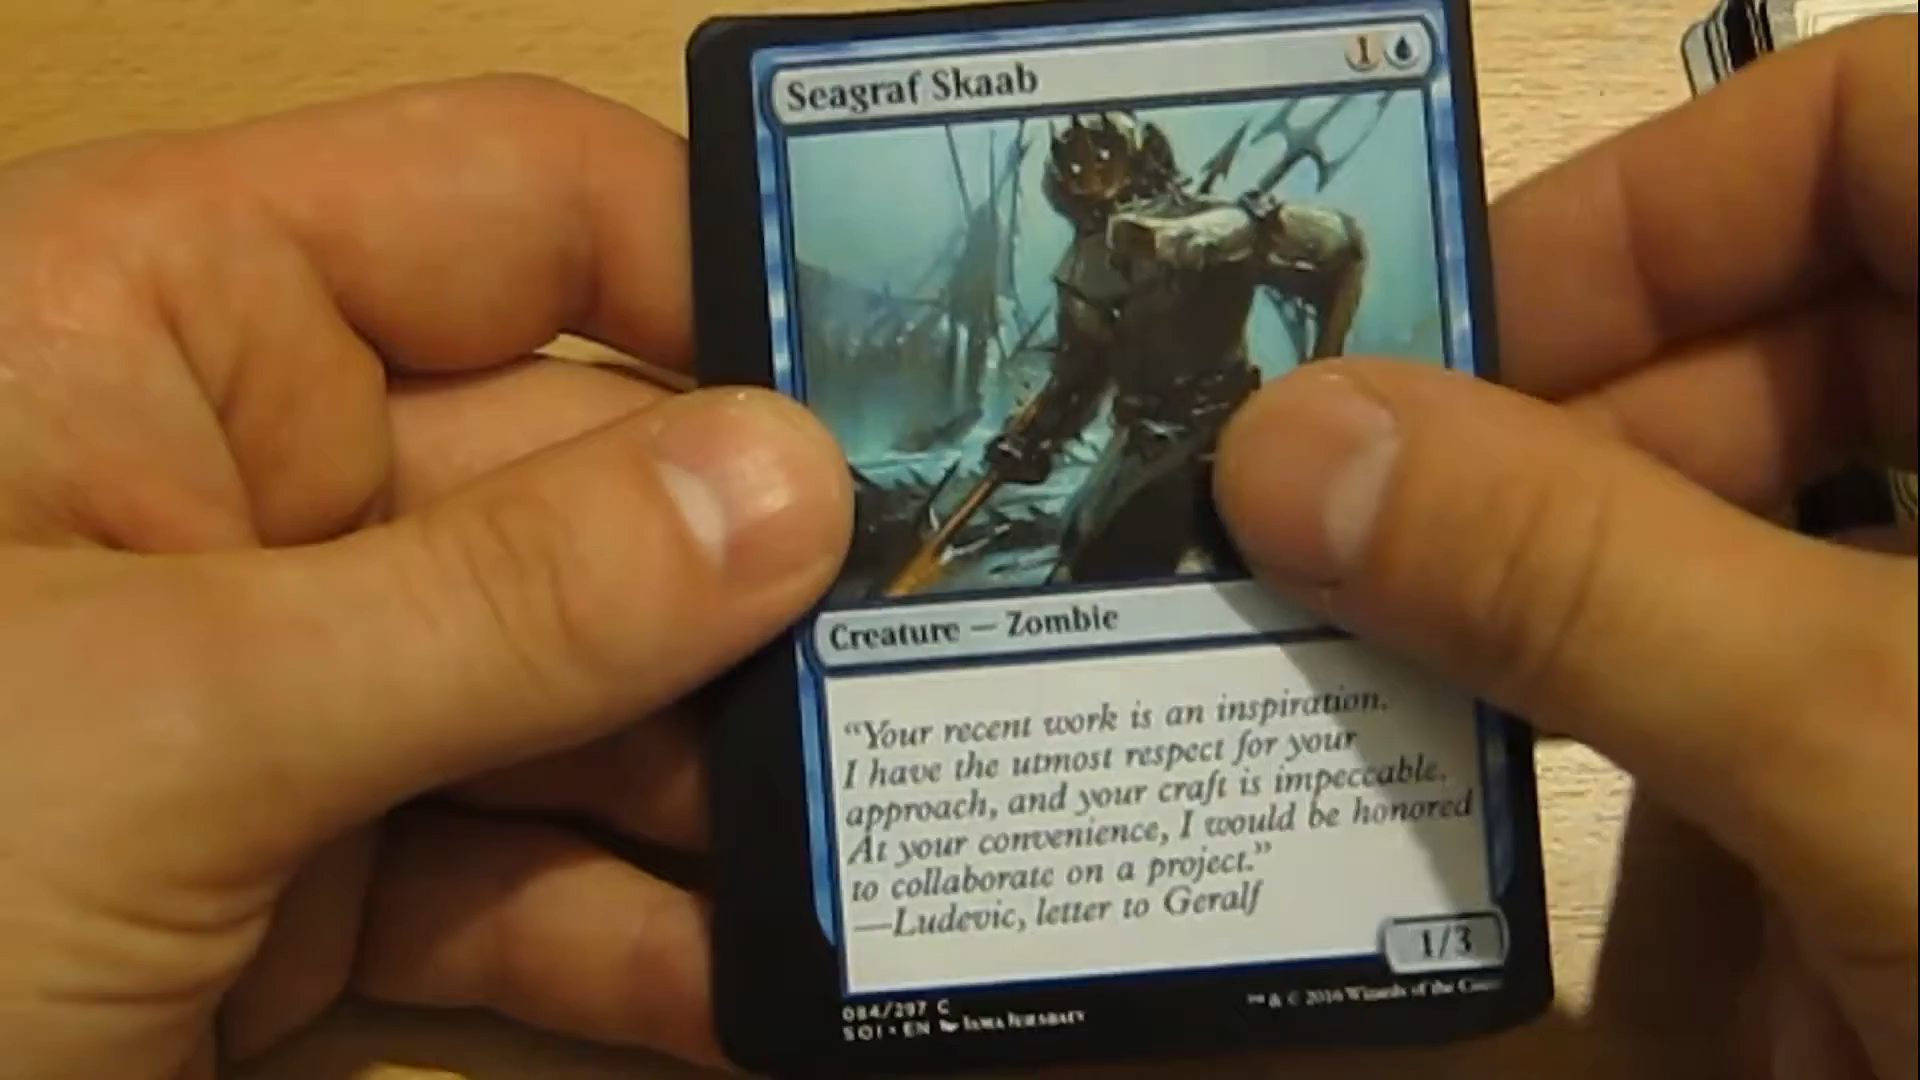 Seagraf Skaab 1
Creature — Zombie
“Your recent work is an inspiration.
I have the utmost respect for your
approach, and your craft is impeccable.
At your convenience, I would be honored
to collaborate on a project.”
—Ludevic, letter to Geralf
1/3
084/297 C
SOI • EN
™ & © 2016 Wizards of the